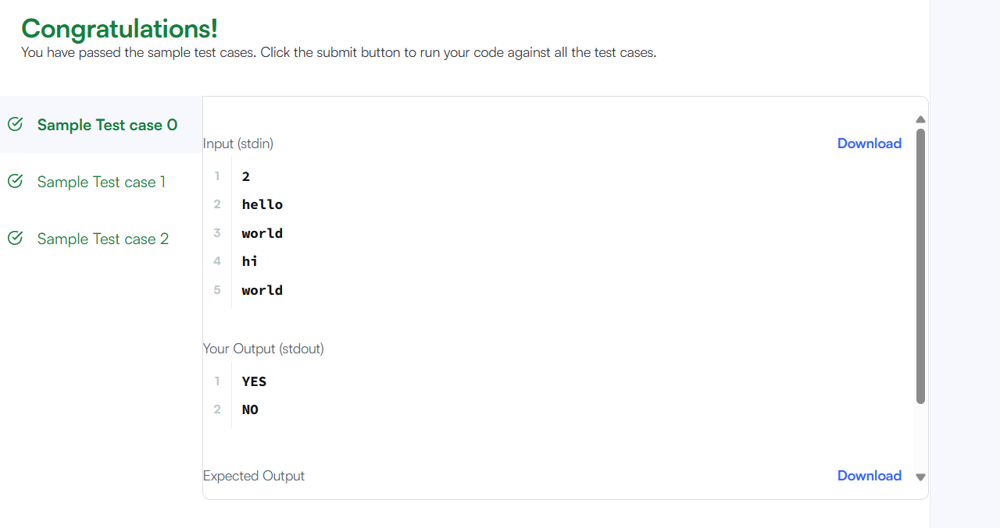 Congratulations!
You have passed the sample test cases. Click the submit button to run your code against all the test cases.
Sample Test case 0
Sample Test case 1
Sample Test case 2
Input (stdin)
Download
1 2
2 hello
3 world
4 hi
5 world
Your Output (stdout)
1 YES
2 NO
Expected Output
Download